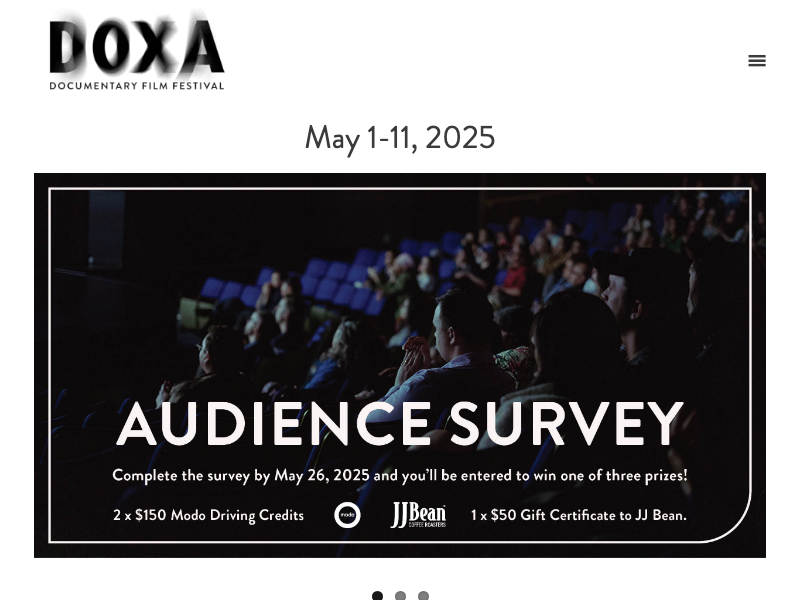 DOXA
DOCUMENTARY FILM FESTIVAL
May 1-11, 2025
AUDIENCE SURVEY
Complete the survey by May 26, 2025 and you'll be entered to win one of three prizes!
2 x $150 Modo Driving Credits
modo
JJBean
COFFEE ROASTERS
1 x $50 Gift Certificate to JJ Bean.